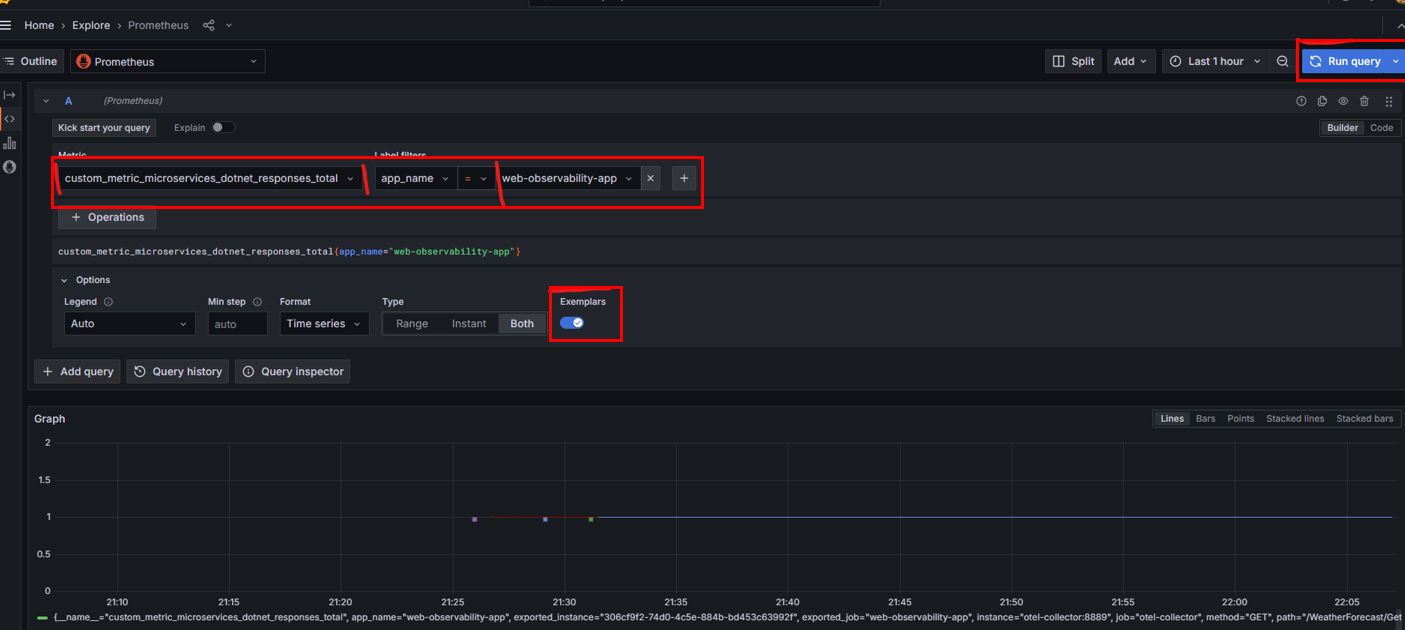 Home › Explore › Prometheus
Outline Prometheus Split Add Last 1 hour Run query
A (Prometheus)
Kick start your query Explain Builder Code
Metric Label filters
custom_metric_microservices_dotnet_responses_total app_name = web-observability-app
+ Operations
custom_metric_microservices_dotnet_responses_total{app_name="web-observability-app"}
Options
Legend Min step Format Type Exemplars
Auto auto Time series Range Instant Both
+ Add query Query history Query inspector
Graph Lines Bars Points Stacked lines Stacked bars
2
1.5
1
0.5
0
21:10 21:15 21:20 21:25 21:30 21:35 21:40 21:45 21:50 21:55 22:00 22:05
{__name__="custom_metric_microservices_dotnet_responses_total", app_name="web-observability-app", exported_instance="306cf9f2-74d0-4c5e-884b-bd453c63992f", exported_job="web-observability-app", instance="otel-collector:8889", job="otel-collector", method="GET", path="/WeatherForecast/Get